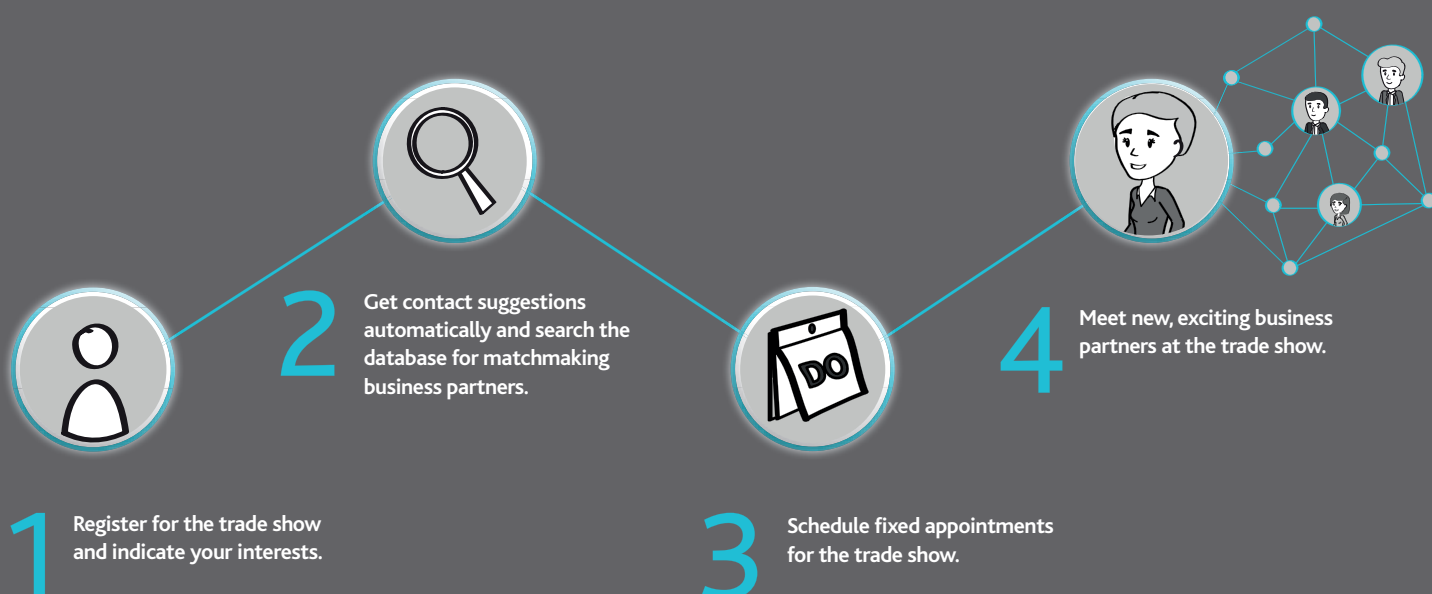 1
Register for the trade show
and indicate your interests.
2
Get contact suggestions
automatically and search the
database for matchmaking
business partners.
DO
3
Schedule fixed appointments
for the trade show.
4
Meet new, exciting business
partners at the trade show.